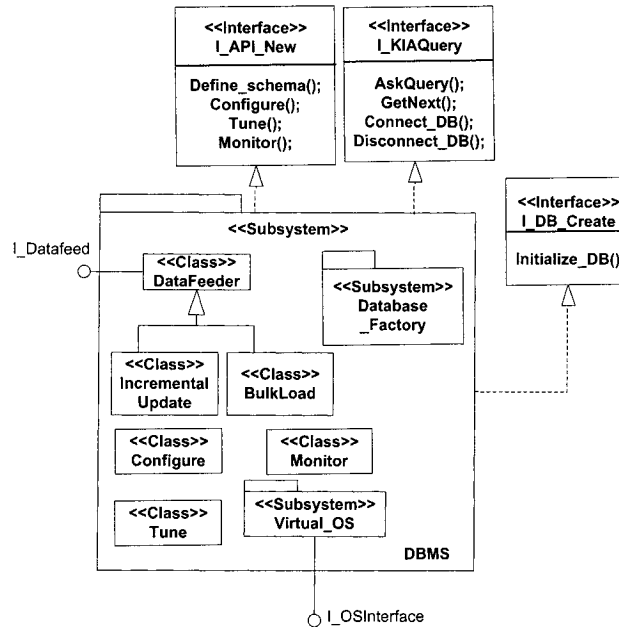 <<Interface>>
I_API_New
Define_schema();
Configure();
Tune();
Monitor();
<<Interface>>
I_KIAQuery
AskQuery();
GetNext();
Connect_DB();
Disconnect_DB();
<<Interface>>
I_DB_Create
Initialize_DB()
<<Subsystem>>
I_Datafeed
<<Class>>
DataFeeder
<<Subsystem>>
Database
_Factory
<<Class>>
Incremental
Update
<<Class>>
BulkLoad
<<Class>>
Configure
<<Class>>
Monitor
<<Class>>
Tune
<<Subsystem>>
Virtual_OS
DBMS
I_OSInterface